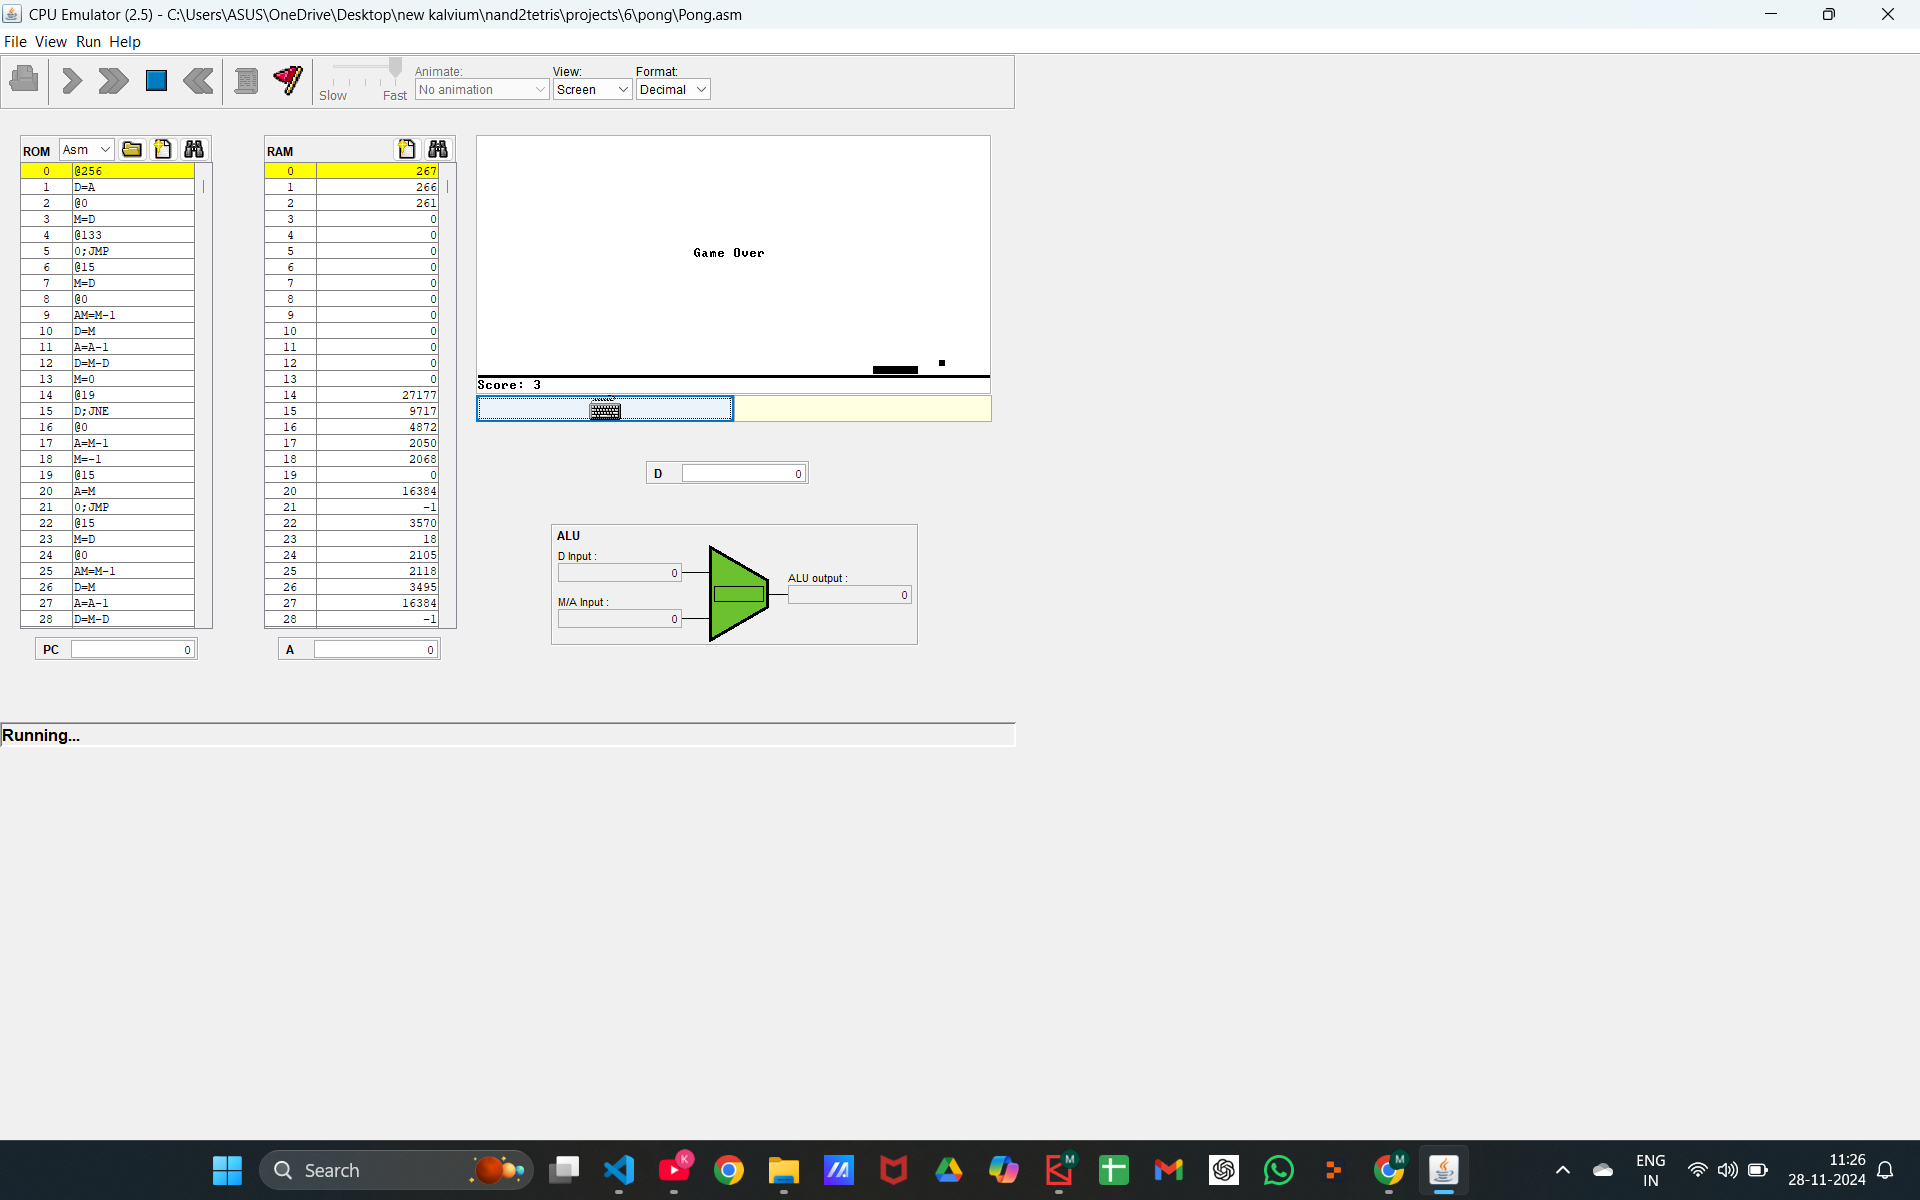 CPU Emulator (2.5) - C:\Users\ASUS\OneDrive\Desktop\new kalvium\nand2tetris\projects\6\pong\Pong.asm
File View Run Help
Slow Fast
Animate:
No animation
View:
Screen
Format:
Decimal
ROM Asm
0 @256
1 D=A
2 @0
3 M=D
4 @133
5 0;JMP
6 @15
7 M=D
8 @0
9 AM=M-1
10 D=M
11 A=A-1
12 D=M-D
13 M=0
14 @19
15 D;JNE
16 @0
17 A=M-1
18 M=-1
19 @15
20 A=M
21 0;JMP
22 @15
23 M=D
24 @0
25 AM=M-1
26 D=M
27 A=A-1
28 D=M-D
PC 0
RAM
0 267
1 266
2 261
3 0
4 0
5 0
6 0
7 0
8 0
9 0
10 0
11 0
12 0
13 0
14 27177
15 9717
16 4872
17 2050
18 2068
19 0
20 16384
21 -1
22 3570
23 18
24 2105
25 2118
26 3495
27 16384
28 -1
A 0
Game Over
Score: 3
D 0
ALU
D Input :
0
M/A Input :
0
ALU output :
0
Running...
Search
K
M
M
ENG
IN
11:26
28-11-2024